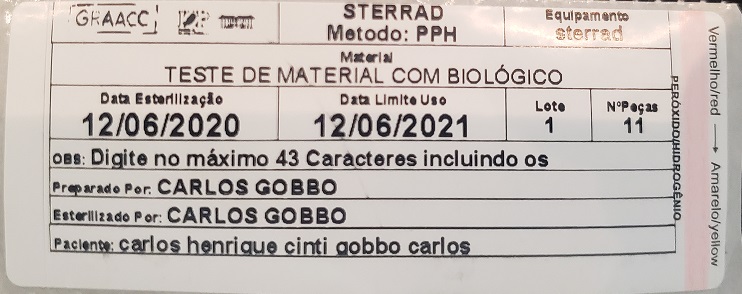 GRAACC
STERRAD
Metodo: PPH
Equipamento
sterrad
Material
TESTE DE MATERIAL COM BIOLÓGICO
Data Esterilização
12/06/2020
Data Limite Uso
12/06/2021
Lote
1
NºPeças
11
OBS: Digite no máximo 43 Caracteres incluindo os
Preparado Por: CARLOS GOBBO
Esterilizado Por: CARLOS GOBBO
Paciente: carlos henrique cinti gobbo carlos
PERÓXIDO/HIDROGÊNIO
Vermelho/red → Amarelo/yellow